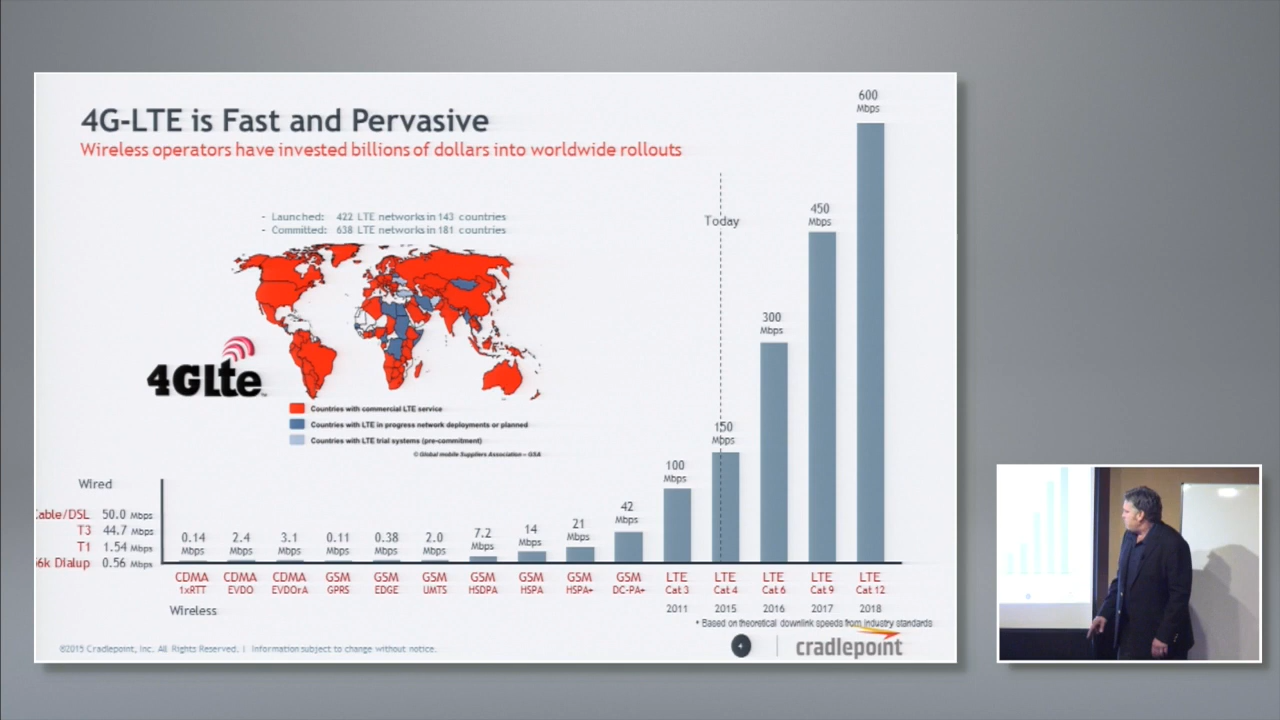 4G-LTE is Fast and Pervasive
Wireless operators have invested billions of dollars into worldwide rollouts
- Launched: 422 LTE networks in 143 countries
- Committed: 638 LTE networks in 181 countries
4GLte
Countries with commercial LTE service
Countries with LTE in progress network deployments or planned
Countries with LTE trial systems (pre-commitment)
© Global mobile Suppliers Association – GSA
Today
Wired
Cable/DSL 50.0 Mbps
T3 44.7 Mbps
T1 1.54 Mbps
6k Dialup 0.56 Mbps
0.14 Mbps
2.4 Mbps
3.1 Mbps
0.11 Mbps
0.38 Mbps
2.0 Mbps
7.2 Mbps
14 Mbps
21 Mbps
42 Mbps
100 Mbps
150 Mbps
300 Mbps
450 Mbps
600 Mbps
CDMA 1xRTT
CDMA EVDO
CDMA EVDOrA
GSM GPRS
GSM EDGE
GSM UMTS
GSM HSDPA
GSM HSPA
GSM HSPA+
GSM DC-PA+
LTE Cat 3 2011
LTE Cat 4 2015
LTE Cat 6 2016
LTE Cat 9 2017
LTE Cat 12 2018
Wireless
* Based on theoretical downlink speeds from industry standards
©2015 Cradlepoint, Inc. All Rights Reserved. | Information subject to change without notice.
cradlepoint